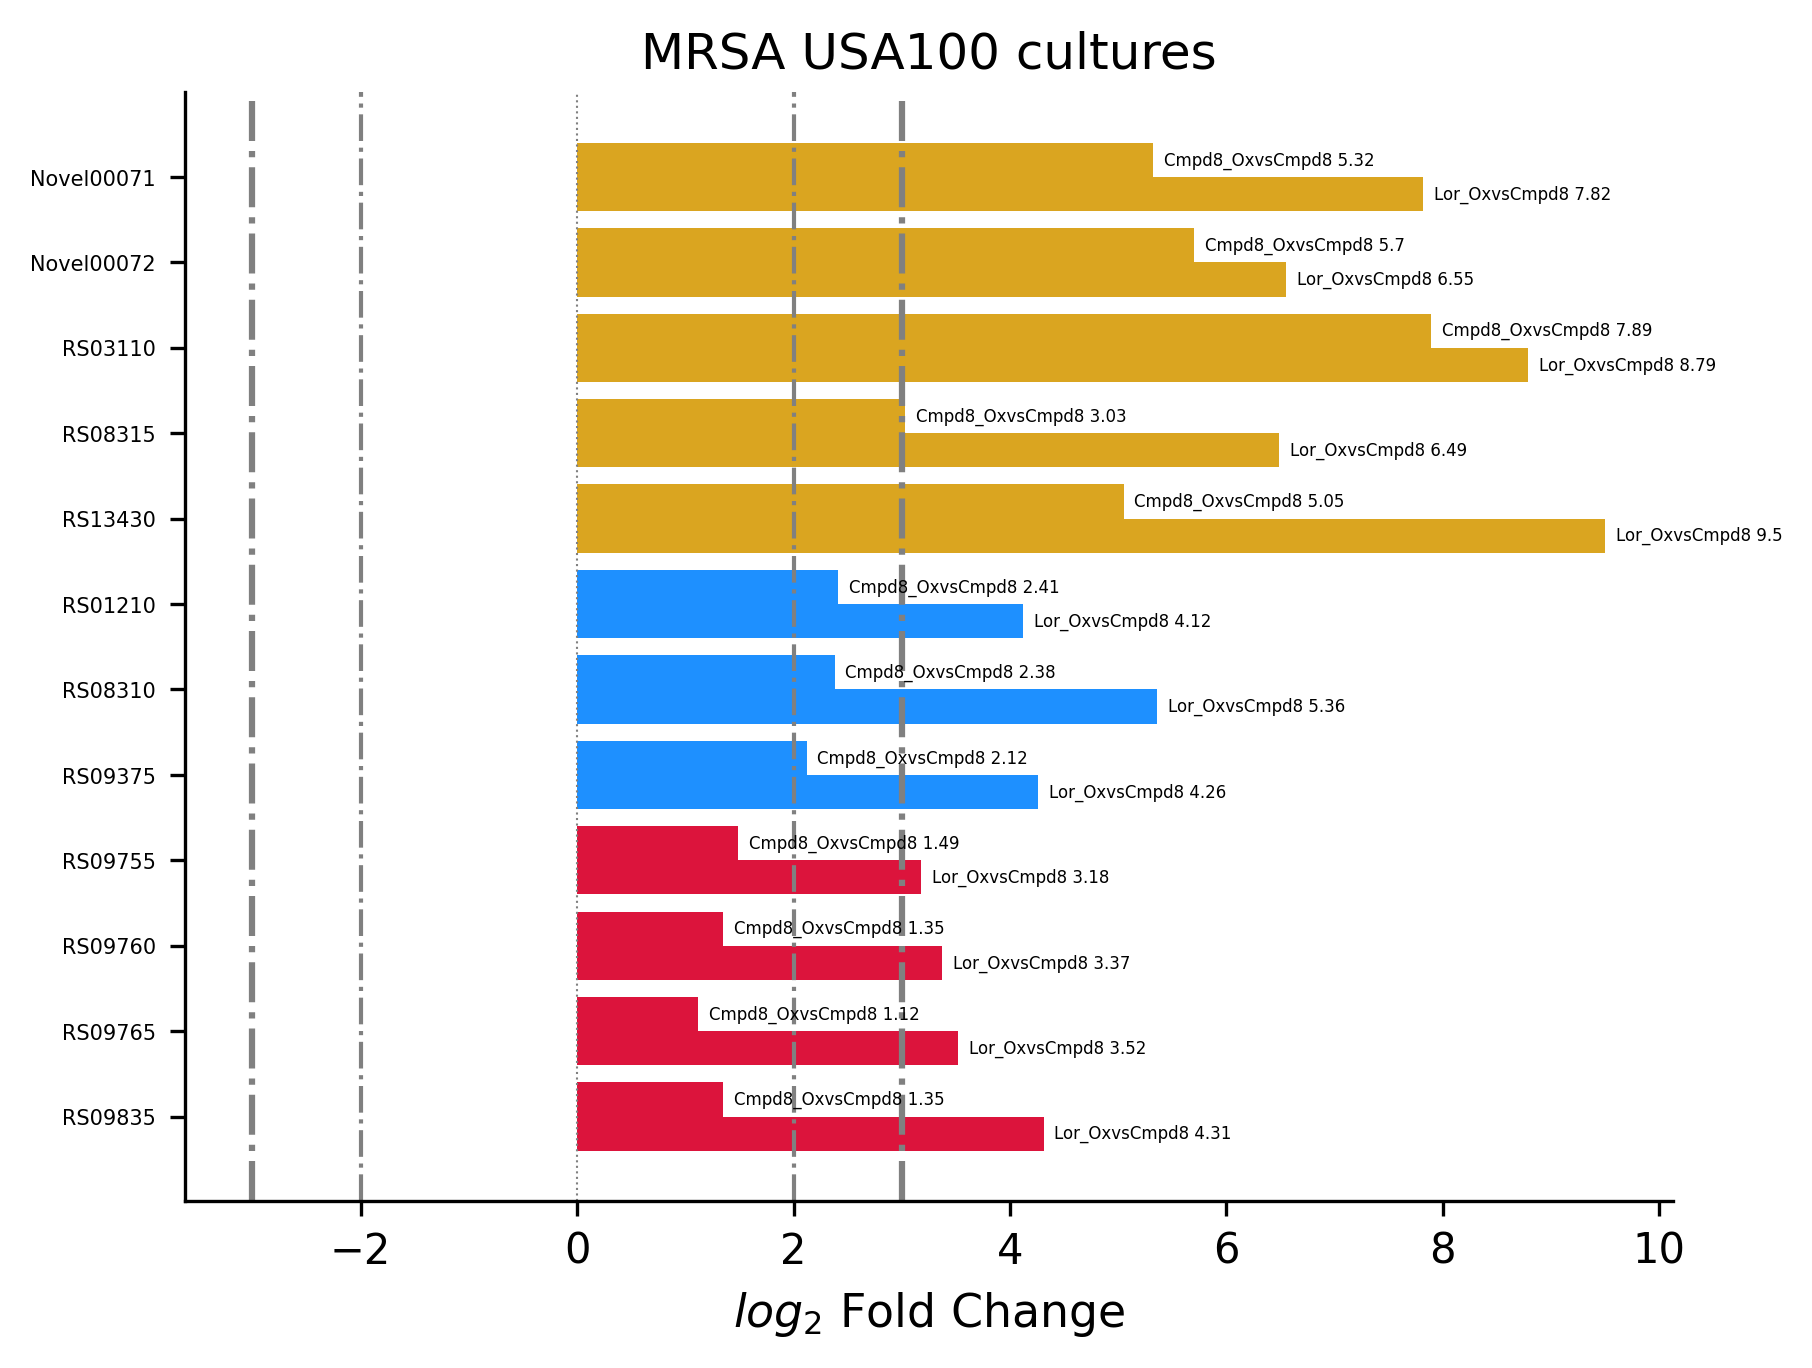 MRSA USA100 cultures
Novel00071
Cmpd8_OxvsCmpd8 5.32
Lor_OxvsCmpd8 7.82
Novel00072
Cmpd8_OxvsCmpd8 5.7
Lor_OxvsCmpd8 6.55
RS03110
Cmpd8_OxvsCmpd8 7.89
Lor_OxvsCmpd8 8.79
RS08315
Cmpd8_OxvsCmpd8 3.03
Lor_OxvsCmpd8 6.49
RS13430
Cmpd8_OxvsCmpd8 5.05
Lor_OxvsCmpd8 9.5
RS01210
Cmpd8_OxvsCmpd8 2.41
Lor_OxvsCmpd8 4.12
RS08310
Cmpd8_OxvsCmpd8 2.38
Lor_OxvsCmpd8 5.36
RS09375
Cmpd8_OxvsCmpd8 2.12
Lor_OxvsCmpd8 4.26
RS09755
Cmpd8_OxvsCmpd8 1.49
Lor_OxvsCmpd8 3.18
RS09760
Cmpd8_OxvsCmpd8 1.35
Lor_OxvsCmpd8 3.37
RS09765
Cmpd8_OxvsCmpd8 1.12
Lor_OxvsCmpd8 3.52
RS09835
Cmpd8_OxvsCmpd8 1.35
Lor_OxvsCmpd8 4.31
−2 0 2 4 6 8 10
log₂ Fold Change